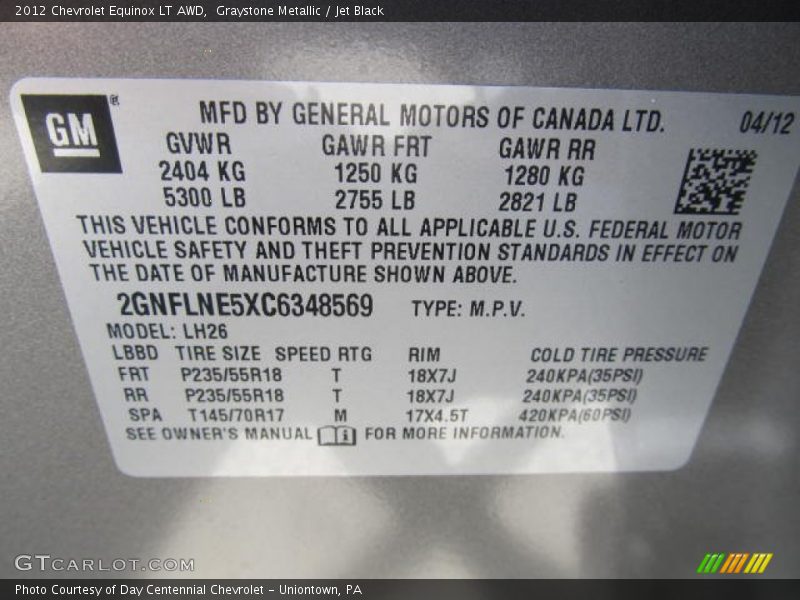 2012 Chevrolet Equinox LT AWD,  Graystone Metallic / Jet Black
GM ®
MFD BY GENERAL MOTORS OF CANADA LTD. 04/12
GVWR GAWR FRT GAWR RR
2404 KG 1250 KG 1280 KG
5300 LB 2755 LB 2821 LB
THIS VEHICLE CONFORMS TO ALL APPLICABLE U.S. FEDERAL MOTOR
VEHICLE SAFETY AND THEFT PREVENTION STANDARDS IN EFFECT ON
THE DATE OF MANUFACTURE SHOWN ABOVE.
2GNFLNE5XC6348569 TYPE: M.P.V.
MODEL: LH26
LBBD TIRE SIZE SPEED RTG RIM COLD TIRE PRESSURE
FRT P235/55R18 T 18X7J 240KPA(35PSI)
RR P235/55R18 T 18X7J 240KPA(35PSI)
SPA T145/70R17 M 17X4.5T 420KPA(60PSI)
SEE OWNER'S MANUAL i FOR MORE INFORMATION.
GTCARLOT.COM
Photo Courtesy of Day Centennial Chevrolet - Uniontown, PA